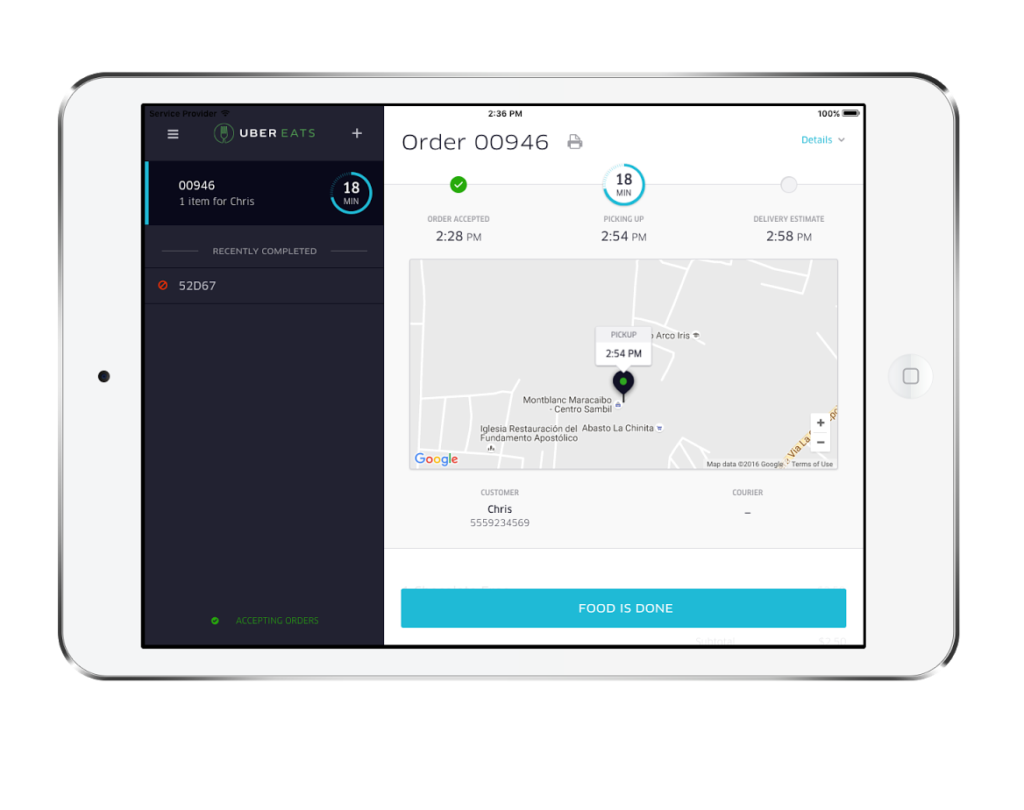 Service Provider
2:36 PM
100%
UBER EATS
+
00946
1 item for Chris
18
MIN
RECENTLY COMPLETED
52D67
ACCEPTING ORDERS
Order 00946
Details
18
MIN
ORDER ACCEPTED
2:28 PM
PICKING UP
2:54 PM
DELIVERY ESTIMATE
2:58 PM
PICKUP
2:54 PM
Arco Iris
Montblanc Maracaibo
- Centro Sambil
Iglesia Restauración del
Fundamento Apostólico
Abasto La Chinita
Via La
+
−
Google
Map data ©2016 Google
Terms of Use
CUSTOMER
Chris
5559234569
COURIER
–
FOOD IS DONE
Subtotal